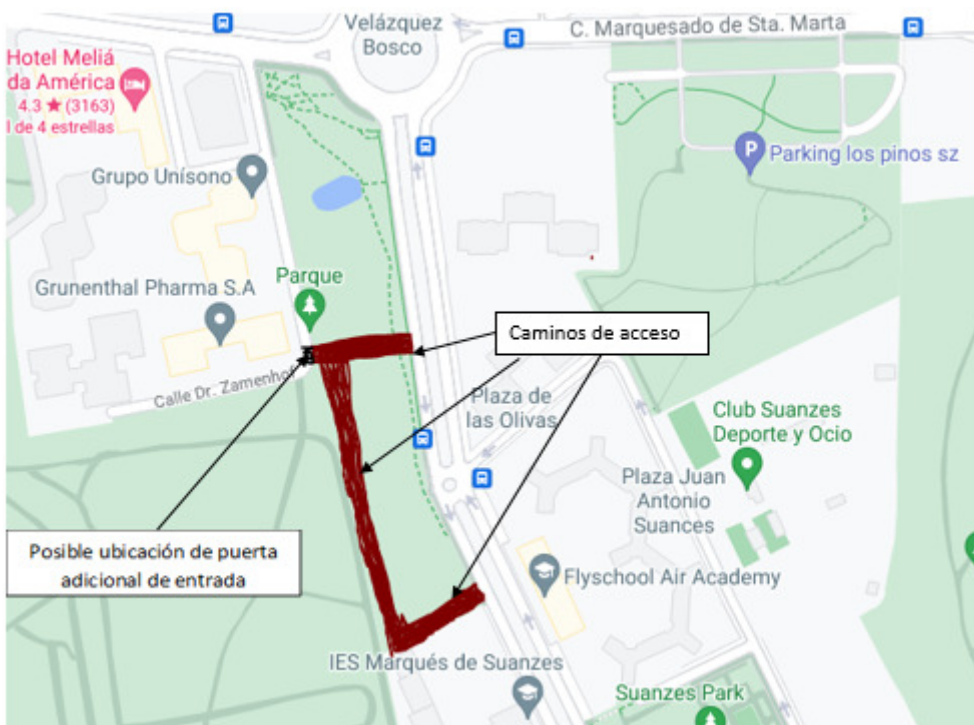 Velázquez
Bosco
C. Marquesado de Sta. Marta
Hotel Meliá
da América
4.3 ★ (3163)
l de 4 estrellas
Grupo Unísono
P
Parking los pinos sz
Grunenthal Pharma S.A
Parque
Caminos de acceso
Calle Dr. Zamenhof
Plaza de
las Olivas
Club Suanzes
Deporte y Ocio
Plaza Juan
Antonio
Suances
Posible ubicación de puerta
adicional de entrada
Flyschool Air Academy
IES Marqués de Suanzes
Suanzes Park